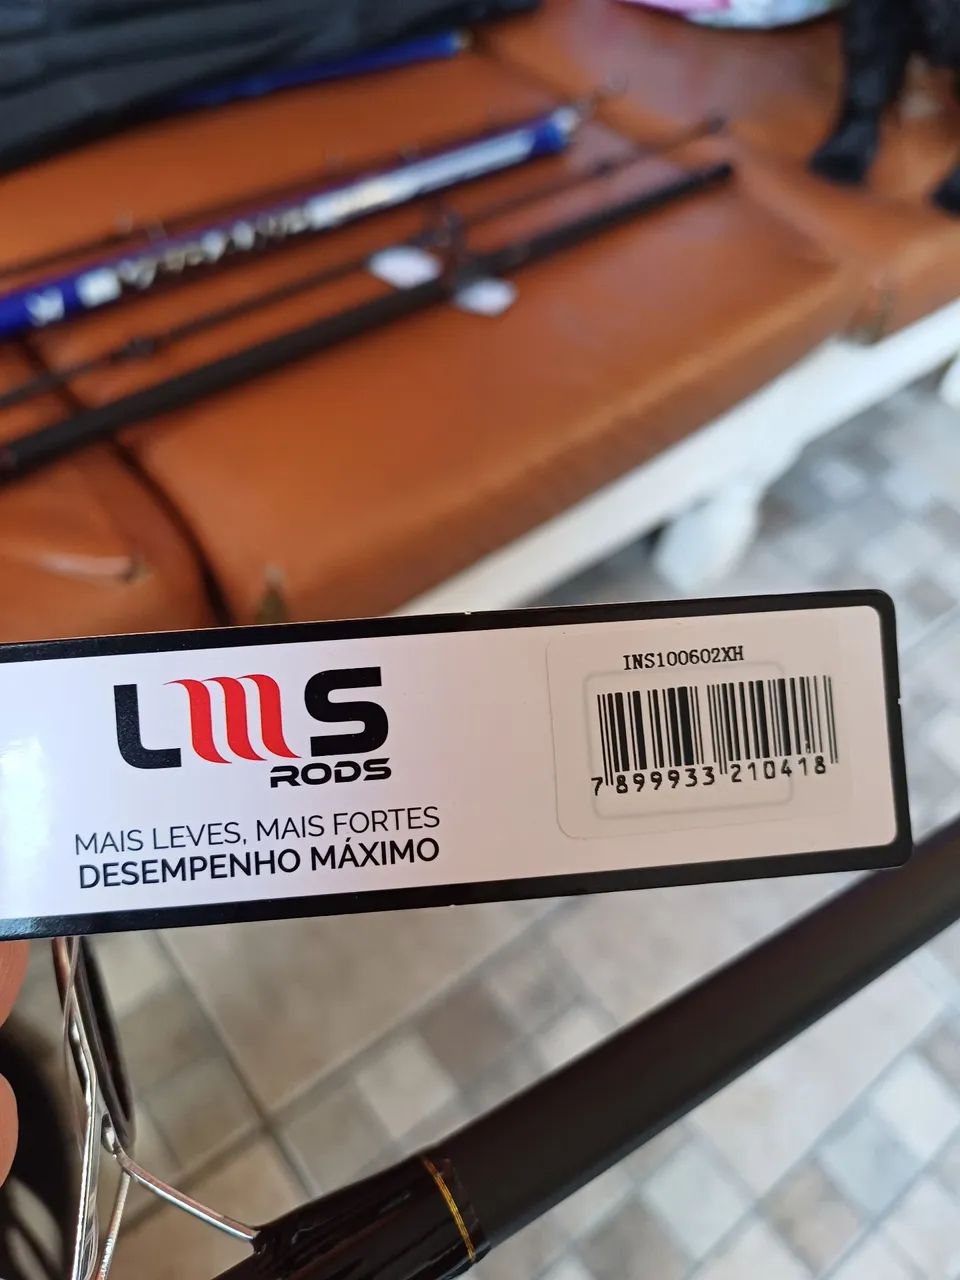 LMS
RODS
MAIS LEVES, MAIS FORTES
DESEMPENHO MÁXIMO
INS100602XH
7 899933 210418